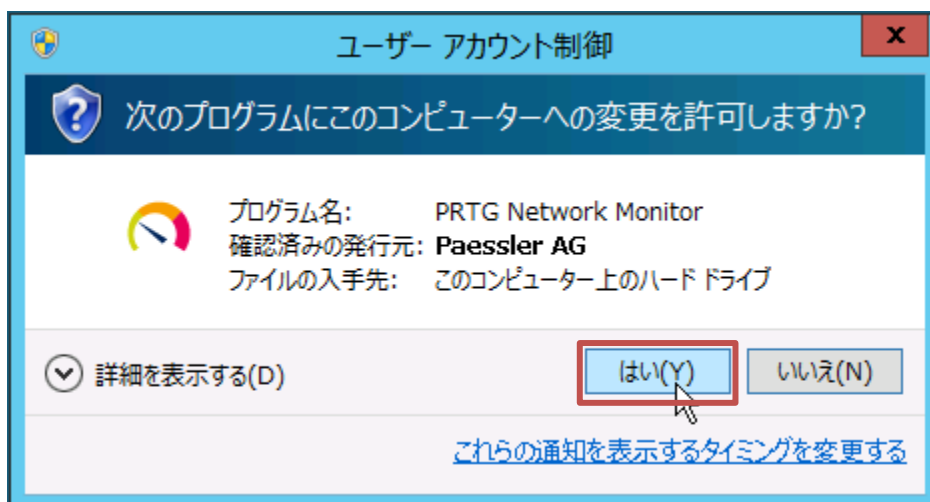 ユーザー アカウント制御
x
次のプログラムにこのコンピューターへの変更を許可しますか?
プログラム名: PRTG Network Monitor
確認済みの発行元: Paessler AG
ファイルの入手先: このコンピューター上のハード ドライブ
詳細を表示する(D) はい(Y) いいえ(N)
これらの通知を表示するタイミングを変更する